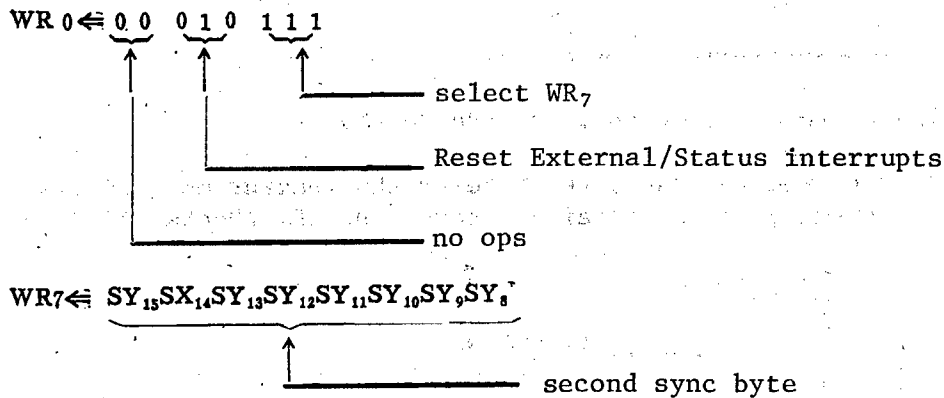 WR 0⇐ 0 0 0 1 0 1 1 1
select WR₇
Reset External/Status interrupts
no ops
WR7⇐ SY₁₅SX₁₄SY₁₃SY₁₂SY₁₁SY₁₀SY₉SY₈
second sync byte